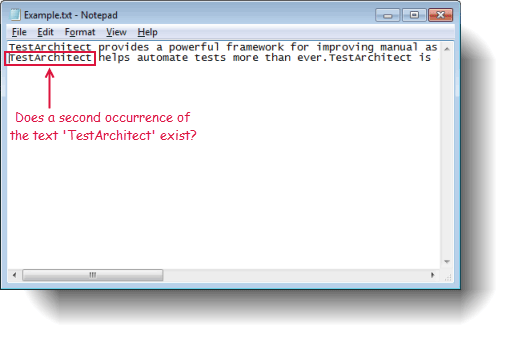 Example.txt - Notepad
File Edit Format View Help
TestArchitect provides a powerful framework for improving manual as
TestArchitect helps automate tests more than ever.TestArchitect is
Does a second occurrence of
the text 'TestArchitect' exist?